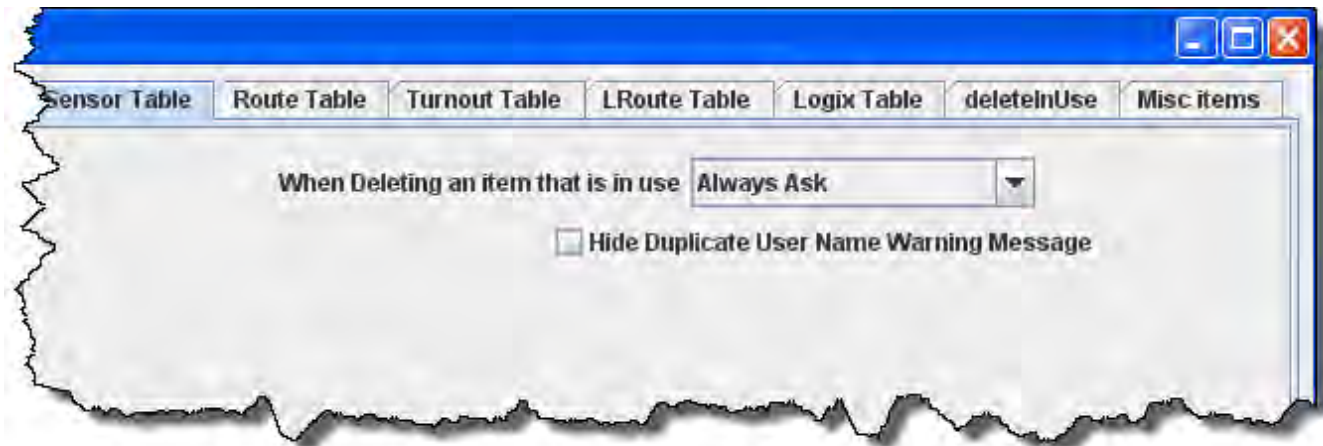 Sensor Table Route Table Turnout Table LRoute Table Logix Table deleteInUse Misc items
When Deleting an item that is in use Always Ask
Hide Duplicate User Name Warning Message